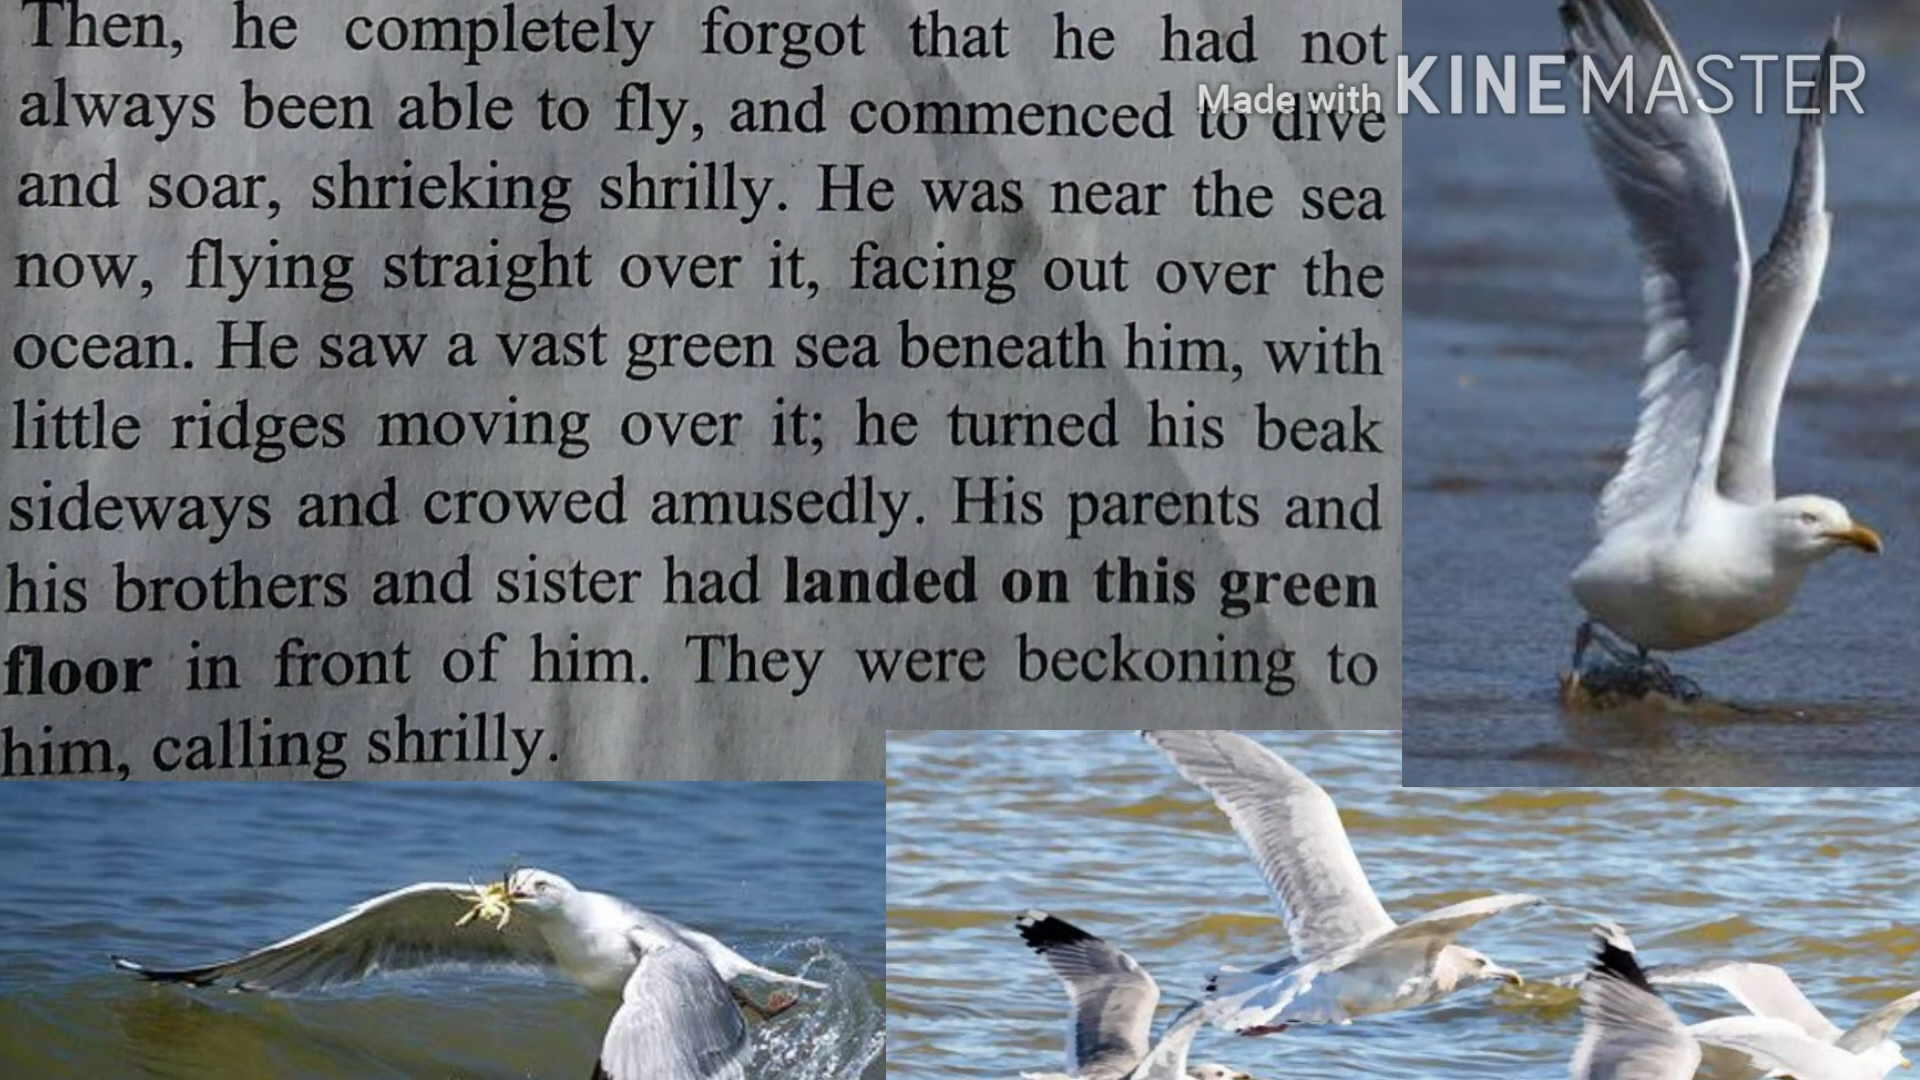 Then, he completely forgot that he had not
always been able to fly, and commenced to dive
and soar, shrieking shrilly. He was near the sea
now, flying straight over it, facing out over the
ocean. He saw a vast green sea beneath him, with
little ridges moving over it; he turned his beak
sideways and crowed amusedly. His parents and
his brothers and sister had landed on this green
floor in front of him. They were beckoning to
him, calling shrilly.
Made with KINEMASTER